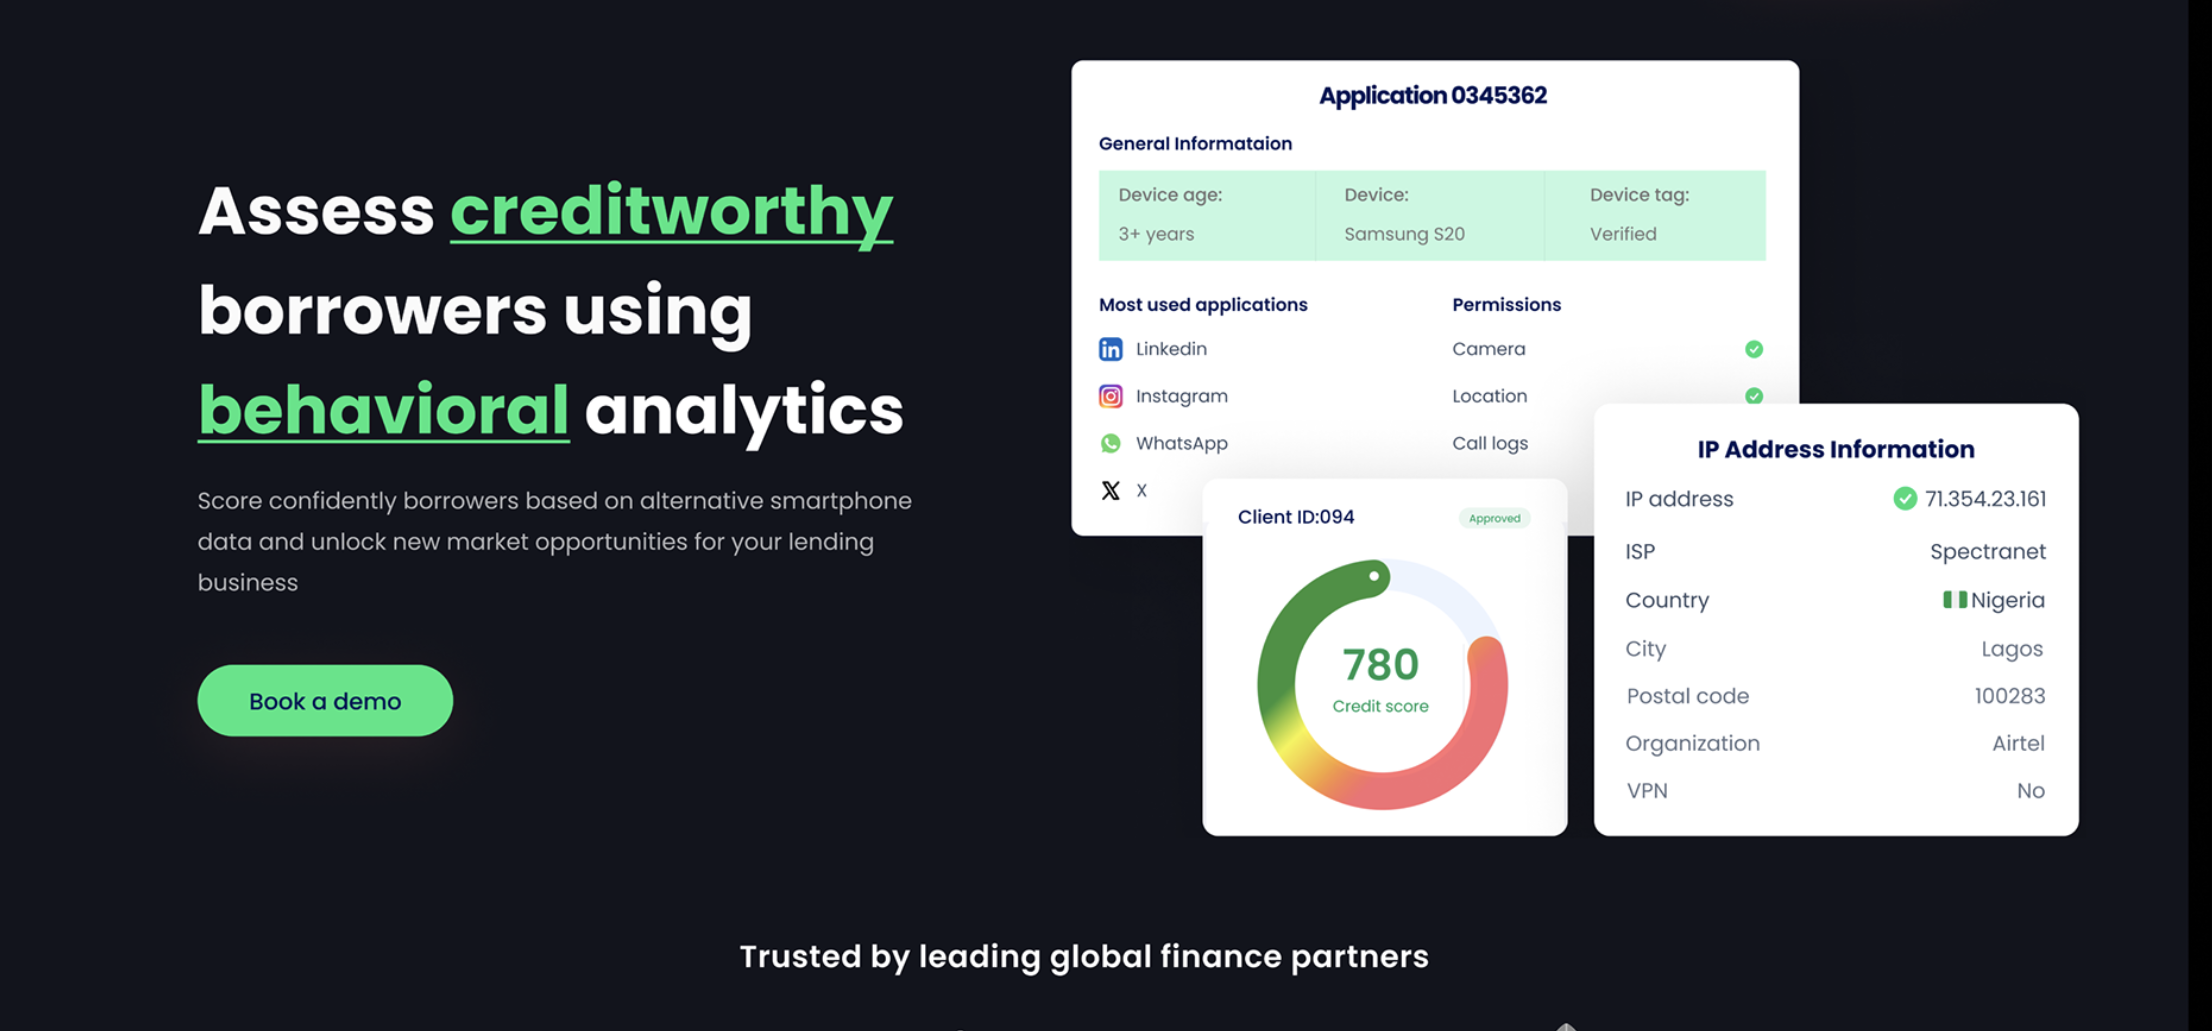 Assess creditworthy
borrowers using
behavioral analytics
Score confidently borrowers based on alternative smartphone
data and unlock new market opportunities for your lending
business
Book a demo
Application 0345362
General Informataion
Device age:
3+ years
Device:
Samsung S20
Device tag:
Verified
Most used applications
Linkedin
Instagram
WhatsApp
X
Permissions
Camera
Location
Call logs
Client ID:094
Approved
780
Credit score
IP Address Information
IP address 71.354.23.161
ISP Spectranet
Country Nigeria
City Lagos
Postal code 100283
Organization Airtel
VPN No
Trusted by leading global finance partners